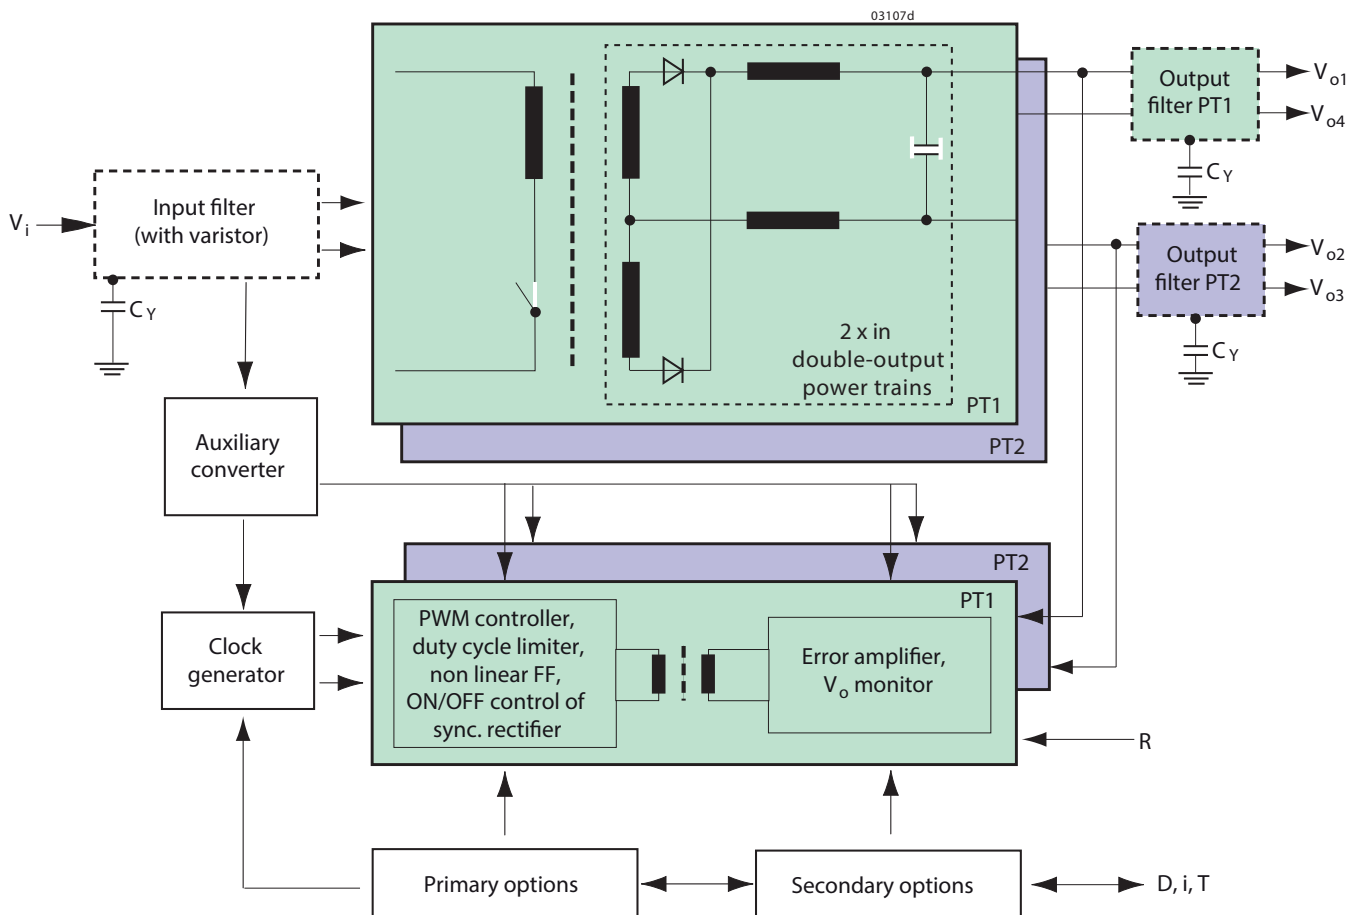 03107d
Output
filter PT1
Vo1
Vo4
CY
Input filter
(with varistor)
Vi
CY
Output
filter PT2
Vo2
Vo3
CY
2 x in
double-output
power trains
PT1
PT2
Auxiliary
converter
PT2
PT1
Clock
generator
PWM controller,
duty cycle limiter,
non linear FF,
ON/OFF control of
sync. rectifier
Error amplifier,
Vo monitor
R
Primary options
Secondary options
D, i, T